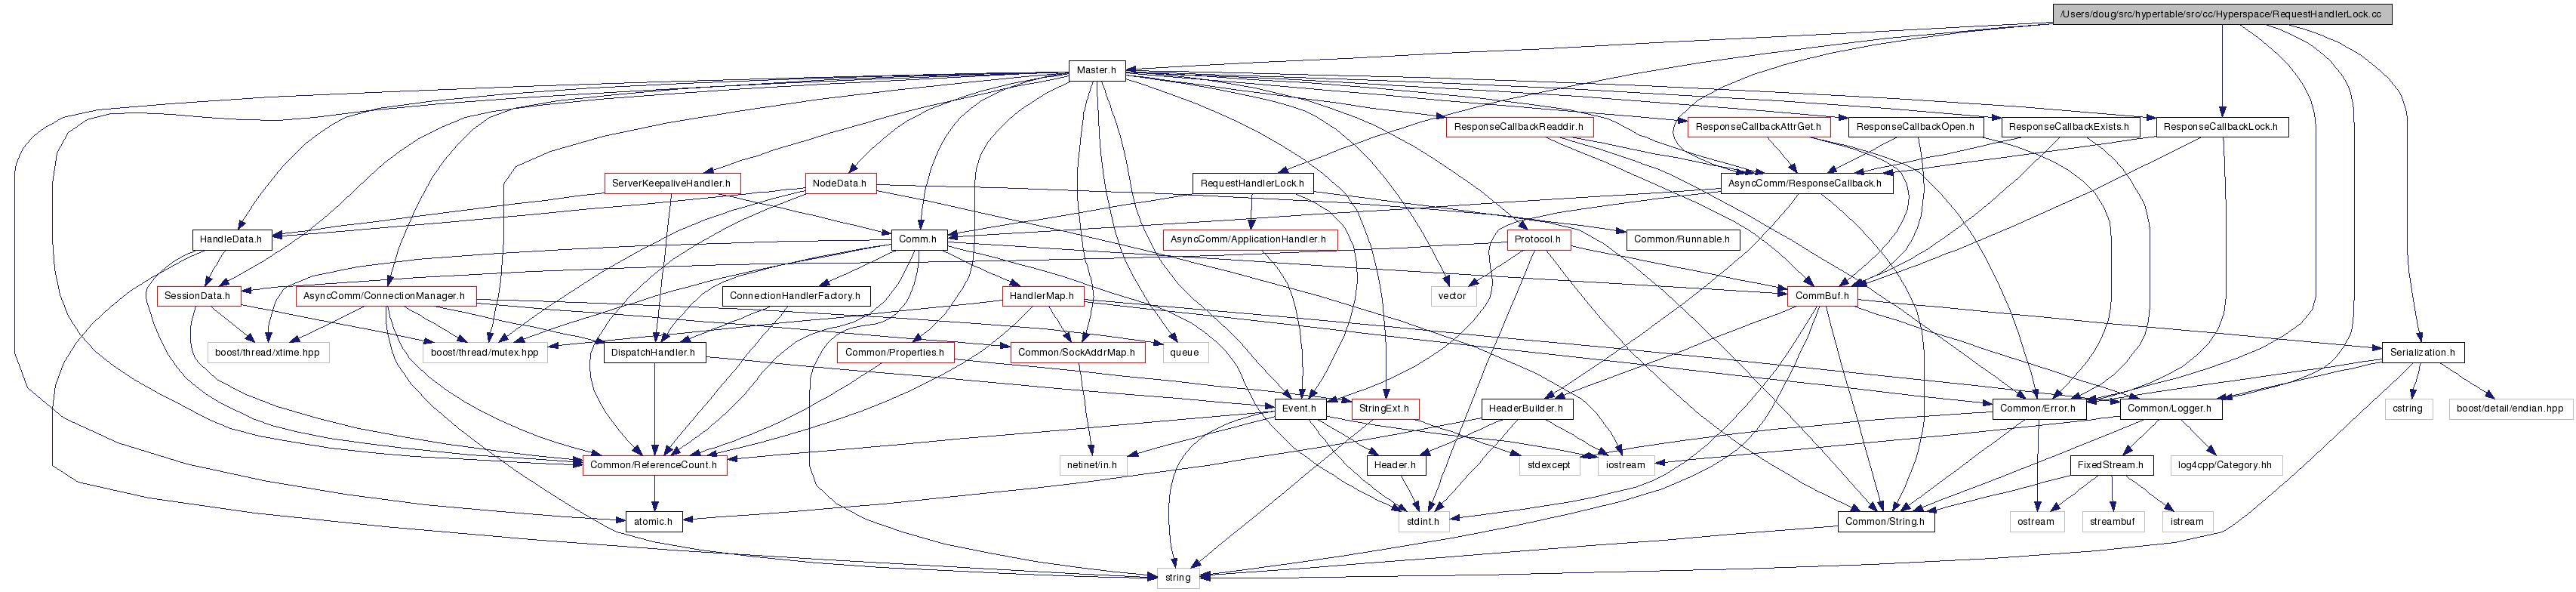 /Users/doug/src/hypertable/src/cc/Hyperspace/RequestHandlerLock.cc
Master.h
ResponseCallbackReaddir.h
ResponseCallbackAttrGet.h
ResponseCallbackOpen.h
ResponseCallbackExists.h
ResponseCallbackLock.h
ServerKeepaliveHandler.h
NodeData.h
RequestHandlerLock.h
AsyncComm/ResponseCallback.h
HandleData.h
Comm.h
AsyncComm/ApplicationHandler.h
Protocol.h
Common/Runnable.h
SessionData.h
AsyncComm/ConnectionManager.h
ConnectionHandlerFactory.h
HandlerMap.h
vector
CommBuf.h
boost/thread/xtime.hpp
boost/thread/mutex.hpp
DispatchHandler.h
Common/Properties.h
Common/SockAddrMap.h
queue
Serialization.h
Event.h
StringExt.h
HeaderBuilder.h
Common/Error.h
Common/Logger.h
cstring
boost/detail/endian.hpp
Common/ReferenceCount.h
netinet/in.h
Header.h
stdexcept
iostream
FixedStream.h
log4cpp/Category.hh
atomic.h
stdint.h
Common/String.h
ostream
streambuf
istream
string